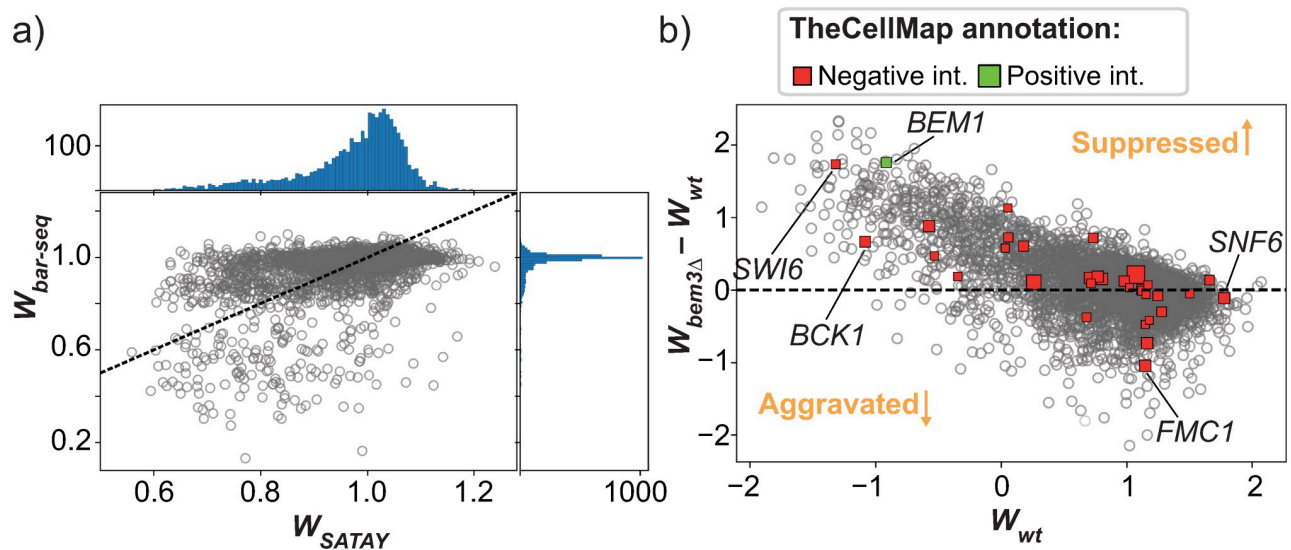 a)
100
W_bar-seq
1.0
0.6
0.2
0.6
0.8
1.0
1.2
1000
W_SATAY
b)
TheCellMap annotation:
Negative int.
Positive int.
BEM1
Suppressed
SWI6
BCK1
SNF6
FMC1
Aggravated
2
1
0
−1
−2
W_bem3Δ − W_wt
−2
−1
0
1
2
W_wt